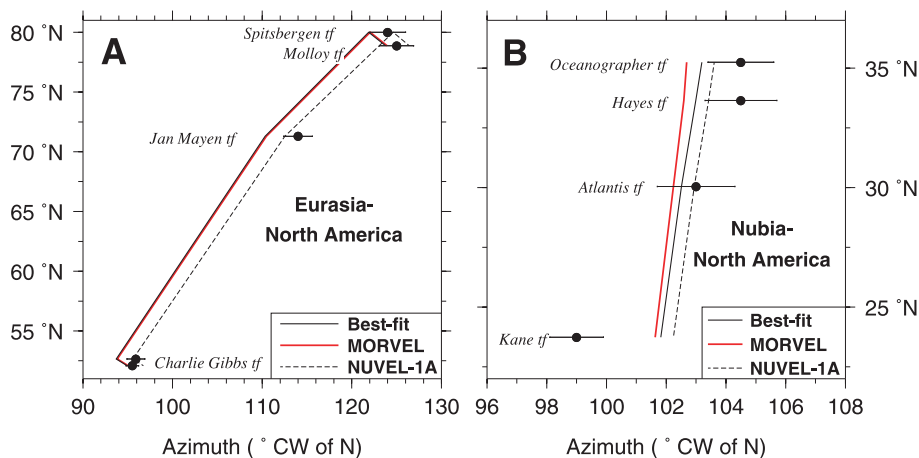 A
Spitsbergen tf
Molloy tf
Jan Mayen tf
Charlie Gibbs tf
Eurasia-
North America
Best-fit
MORVEL
NUVEL-1A
80 °N
75 °N
70 °N
65 °N
60 °N
55 °N
90 100 110 120 130
Azimuth ( ° CW of N)
B
Oceanographer tf
Hayes tf
Atlantis tf
Kane tf
Nubia-
North America
Best-fit
MORVEL
NUVEL-1A
35 °N
30 °N
25 °N
96 98 100 102 104 106 108
Azimuth ( ° CW of N)